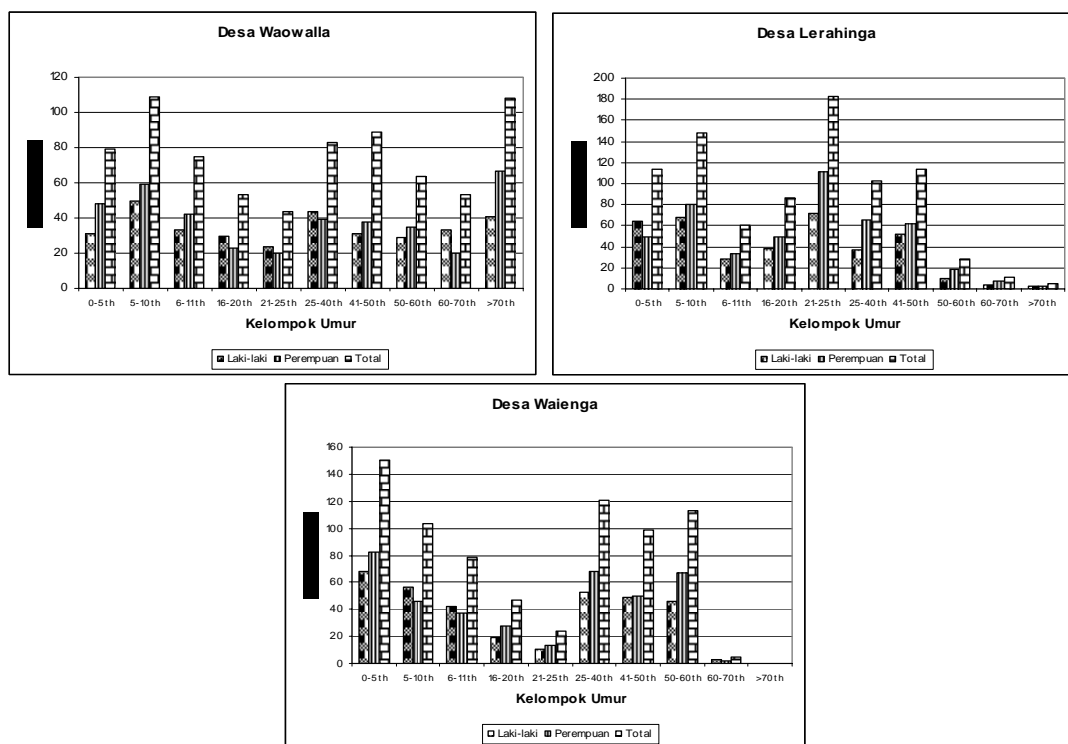 Desa Waowalla
120
100
80
60
40
20
0
0-5th 5-10th 6-11th 16-20th 21-25th 25-40th 41-50th 50-60th 60-70th >70th
Kelompok Umur
Laki-laki Perempuan Total
Desa Lerahinga
200
180
160
140
120
100
80
60
40
20
0
0-5th 5-10th 6-11th 16-20th 21-25th 25-40th 41-50th 50-60th 60-70th >70th
Kelompok Umur
Laki-laki Perempuan Total
Desa Waienga
160
140
120
100
80
60
40
20
0
0-5th 5-10th 6-11th 16-20th 21-25th 25-40th 41-50th 50-60th 60-70th >70th
Kelompok Umur
Laki-laki Perempuan Total